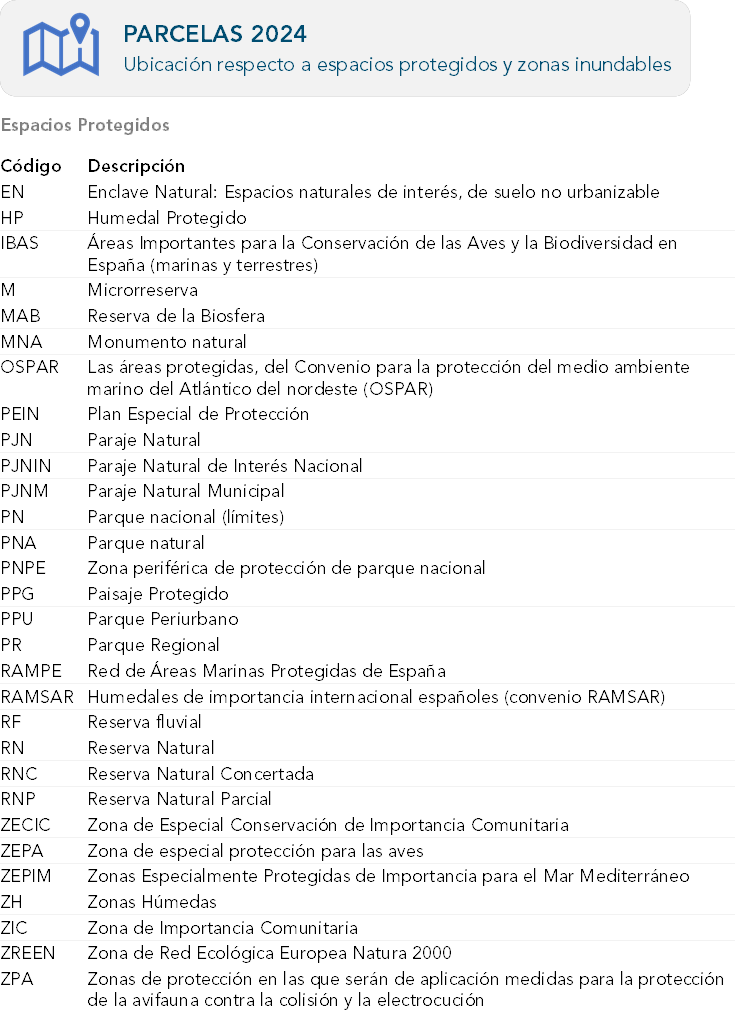 PARCELAS 2024
Ubicación respecto a espacios protegidos y zonas inundables
Espacios Protegidos
Código Descripción
EN Enclave Natural: Espacios naturales de interés, de suelo no urbanizable
HP Humedal Protegido
IBAS Áreas Importantes para la Conservación de las Aves y la Biodiversidad en
España (marinas y terrestres)
M Microrreserva
MAB Reserva de la Biosfera
MNA Monumento natural
OSPAR Las áreas protegidas, del Convenio para la protección del medio ambiente
marino del Atlántico del nordeste (OSPAR)
PEIN Plan Especial de Protección
PJN Paraje Natural
PJNIN Paraje Natural de Interés Nacional
PJNM Paraje Natural Municipal
PN Parque nacional (límites)
PNA Parque natural
PNPE Zona periférica de protección de parque nacional
PPG Paisaje Protegido
PPU Parque Periurbano
PR Parque Regional
RAMPE Red de Áreas Marinas Protegidas de España
RAMSAR Humedales de importancia internacional españoles (convenio RAMSAR)
RF Reserva fluvial
RN Reserva Natural
RNC Reserva Natural Concertada
RNP Reserva Natural Parcial
ZECIC Zona de Especial Conservación de Importancia Comunitaria
ZEPA Zona de especial protección para las aves
ZEPIM Zonas Especialmente Protegidas de Importancia para el Mar Mediterráneo
ZH Zonas Húmedas
ZIC Zona de Importancia Comunitaria
ZREEN Zona de Red Ecológica Europea Natura 2000
ZPA Zonas de protección en las que serán de aplicación medidas para la protección
de la avifauna contra la colisión y la electrocución